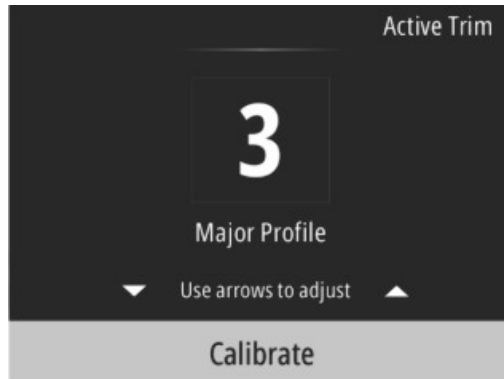 Active Trim
3
Major Profile
Use arrows to adjust
Calibrate